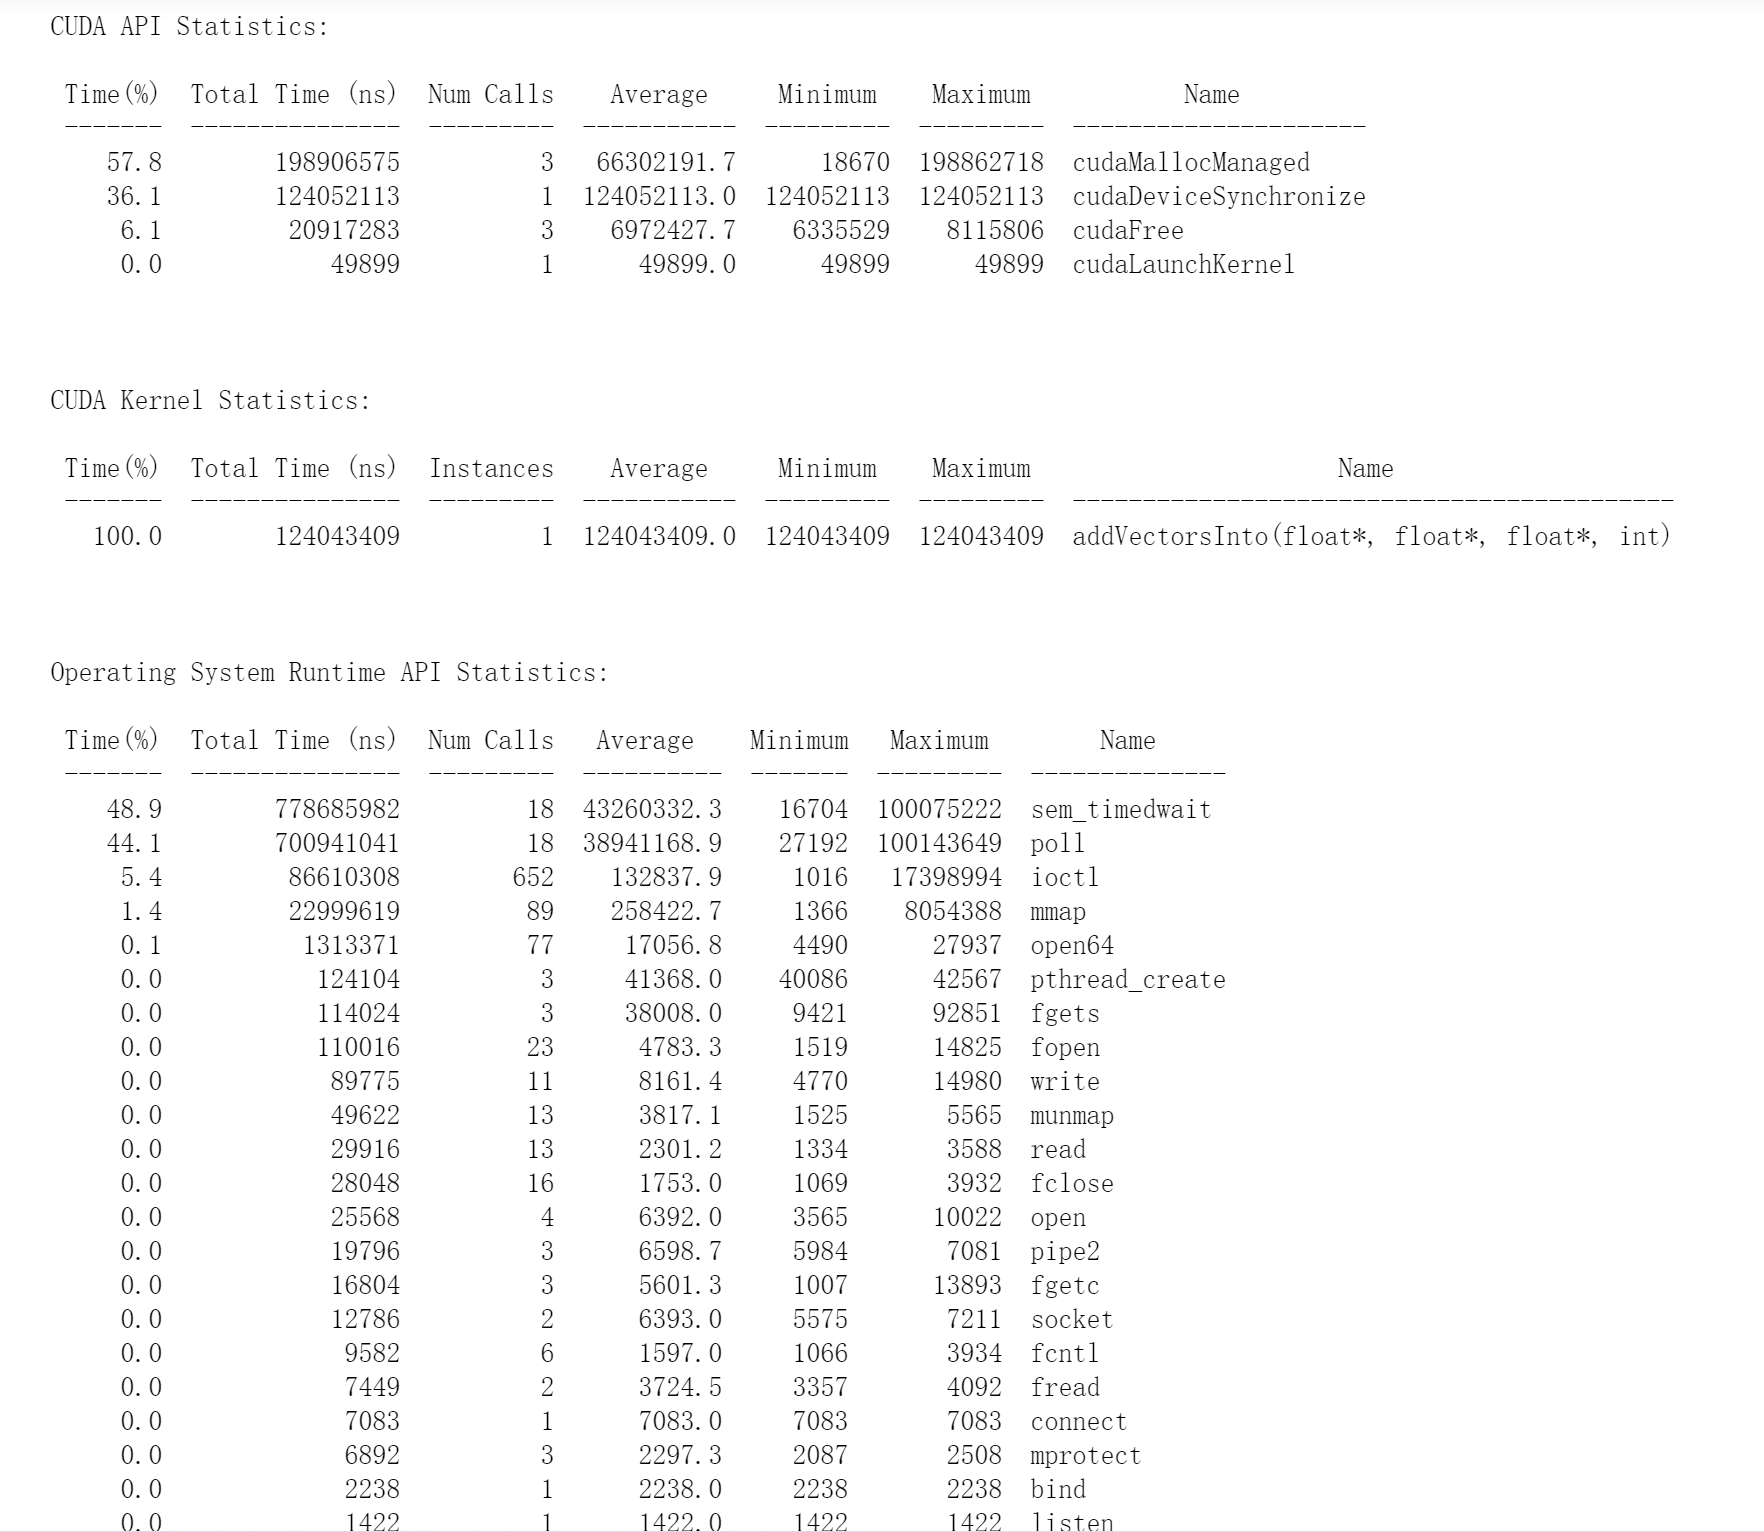 CUDA API Statistics:
Time(%)  Total Time (ns)  Num Calls    Average     Minimum    Maximum           Name
-------  ---------------  ---------  -----------  ---------  ---------  ---------------------
   57.8        198906575          3   66302191.7      18670  198862718  cudaMallocManaged
   36.1        124052113          1  124052113.0  124052113  124052113  cudaDeviceSynchronize
    6.1         20917283          3    6972427.7    6335529    8115806  cudaFree
    0.0            49899          1      49899.0      49899      49899  cudaLaunchKernel
CUDA Kernel Statistics:
Time(%)  Total Time (ns)  Instances    Average     Minimum    Maximum                      Name
-------  ---------------  ---------  -----------  ---------  ---------  -------------------------------------------
  100.0        124043409          1  124043409.0  124043409  124043409  addVectorsInto(float*, float*, float*, int)
Operating System Runtime API Statistics:
Time(%)  Total Time (ns)  Num Calls   Average    Minimum   Maximum        Name
-------  ---------------  ---------  ----------  -------  ---------  --------------
   48.9        778685982         18  43260332.3    16704  100075222  sem_timedwait
   44.1        700941041         18  38941168.9    27192  100143649  poll
    5.4         86610308        652    132837.9     1016   17398994  ioctl
    1.4         22999619         89    258422.7     1366    8054388  mmap
    0.1          1313371         77     17056.8     4490      27937  open64
    0.0           124104          3     41368.0    40086      42567  pthread_create
    0.0           114024          3     38008.0     9421      92851  fgets
    0.0           110016         23      4783.3     1519      14825  fopen
    0.0            89775         11      8161.4     4770      14980  write
    0.0            49622         13      3817.1     1525       5565  munmap
    0.0            29916         13      2301.2     1334       3588  read
    0.0            28048         16      1753.0     1069       3932  fclose
    0.0            25568          4      6392.0     3565      10022  open
    0.0            19796          3      6598.7     5984       7081  pipe2
    0.0            16804          3      5601.3     1007      13893  fgetc
    0.0            12786          2      6393.0     5575       7211  socket
    0.0             9582          6      1597.0     1066       3934  fcntl
    0.0             7449          2      3724.5     3357       4092  fread
    0.0             7083          1      7083.0     7083       7083  connect
    0.0             6892          3      2297.3     2087       2508  mprotect
    0.0             2238          1      2238.0     2238       2238  bind
    0.0             1422          1      1422.0     1422       1422  listen